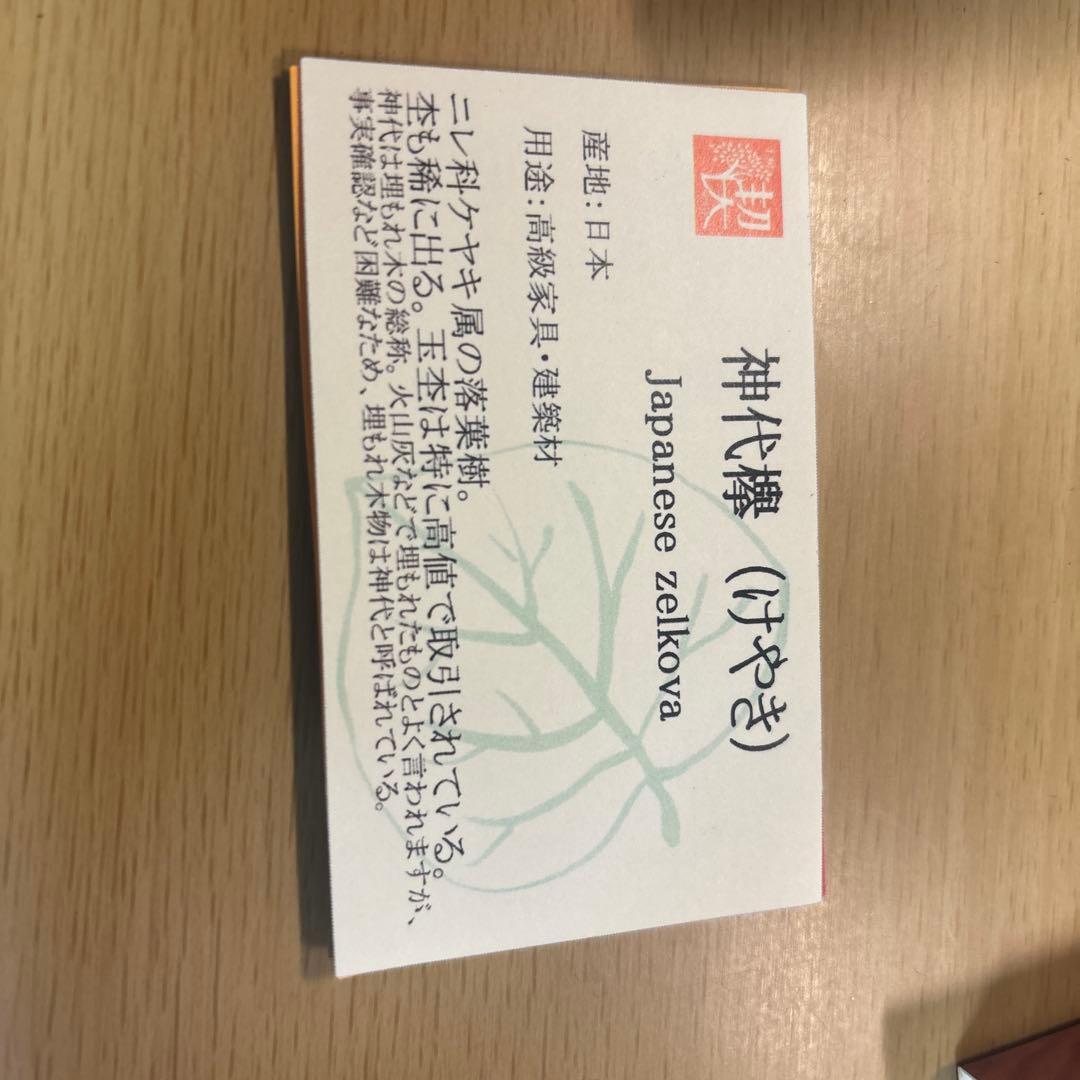 契
神代欅（けやき）
Japanese zelkova
産地：日本
用途：高級家具・建築材
ニレ科ケヤキ属の落葉樹。
杢も稀に出る。玉杢は特に高値で取引されている。
神代は埋もれ木の総称。火山灰などで埋もれたものとよく言われますが、
事実確認など困難なため、埋もれ木物は神代と呼ばれている。